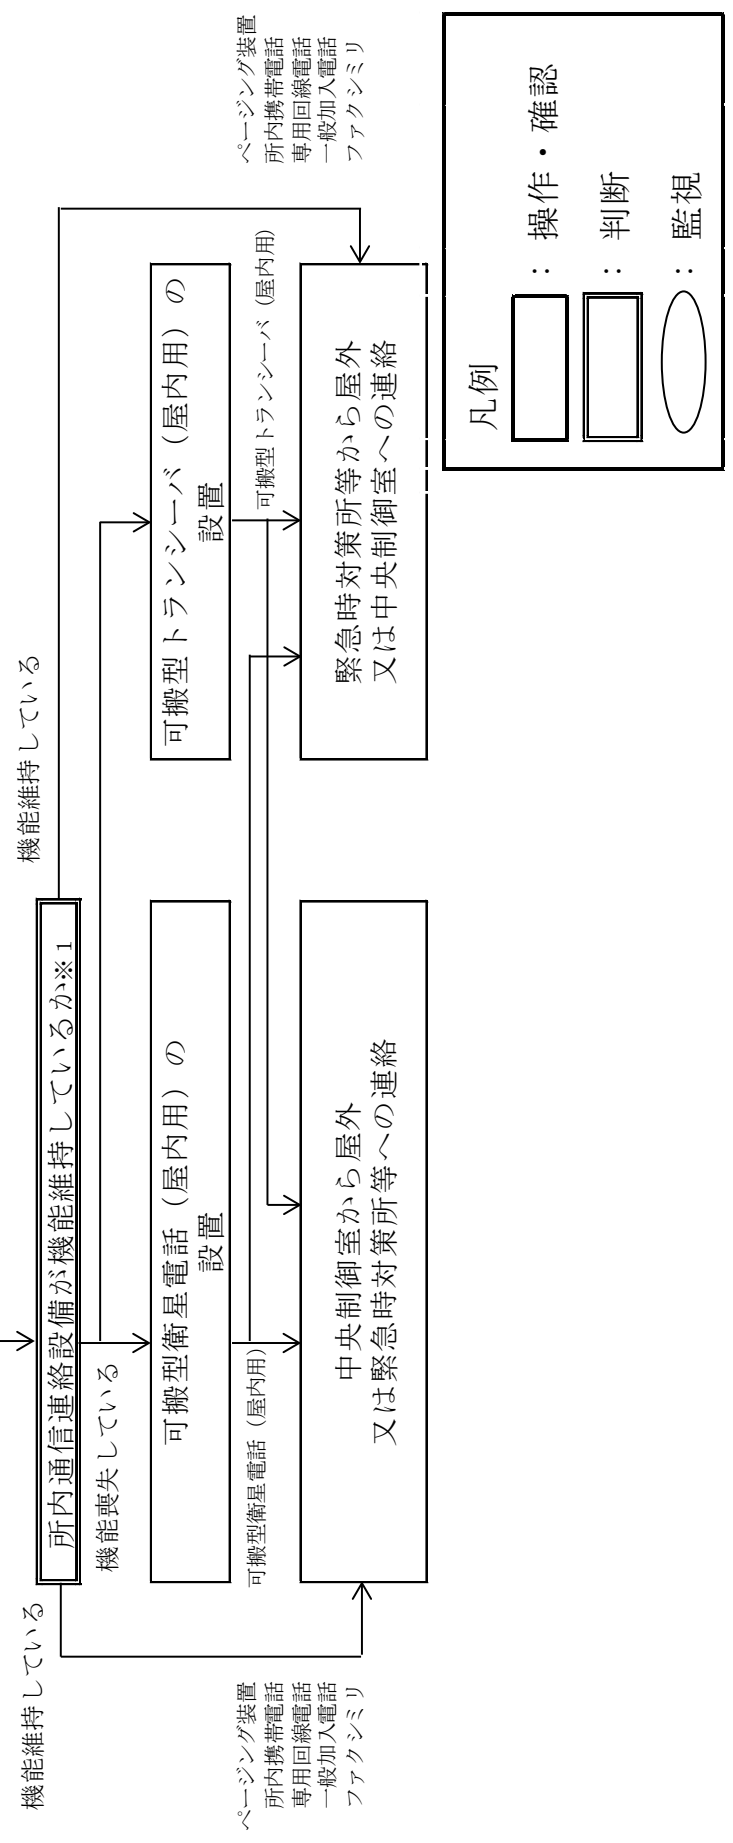 所内通信連絡設備が機能維持しているか※1
機能維持している
機能維持している
機能喪失している
可搬型衛星電話（屋内用）の
設置
可搬型トランシーバ（屋内用）の
設置
ページング装置
所内携帯電話
専用回線電話
一般加入電話
ファクシミリ
可搬型衛星電話（屋内用）
可搬型トランシーバ（屋内用）
ページング装置
所内携帯電話
専用回線電話
一般加入電話
ファクシミリ
中央制御室から屋外
又は緊急時対策所等への連絡
緊急時対策所等から屋外
又は中央制御室への連絡
凡例
：操作・確認
：判断
：監視